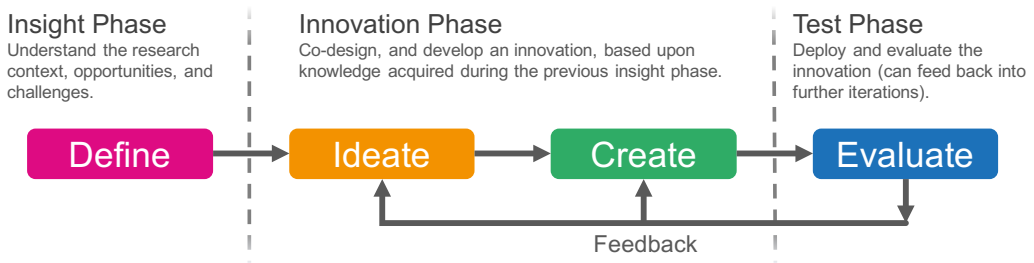 Insight Phase
Understand the research
context, opportunities, and
challenges.
Innovation Phase
Co-design, and develop an innovation, based upon
knowledge acquired during the previous insight phase.
Test Phase
Deploy and evaluate the
innovation (can feed back into
further iterations).
Define
Ideate
Create
Evaluate
Feedback